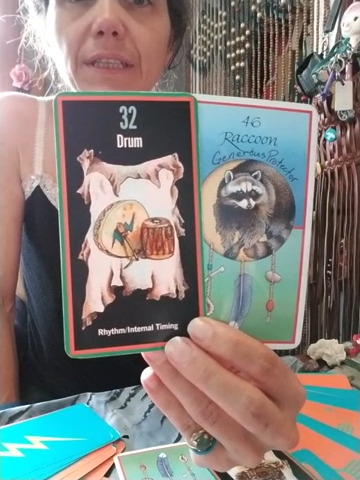 32
Drum
Rhythm/Internal Timing
46
Raccoon
Generous Protector